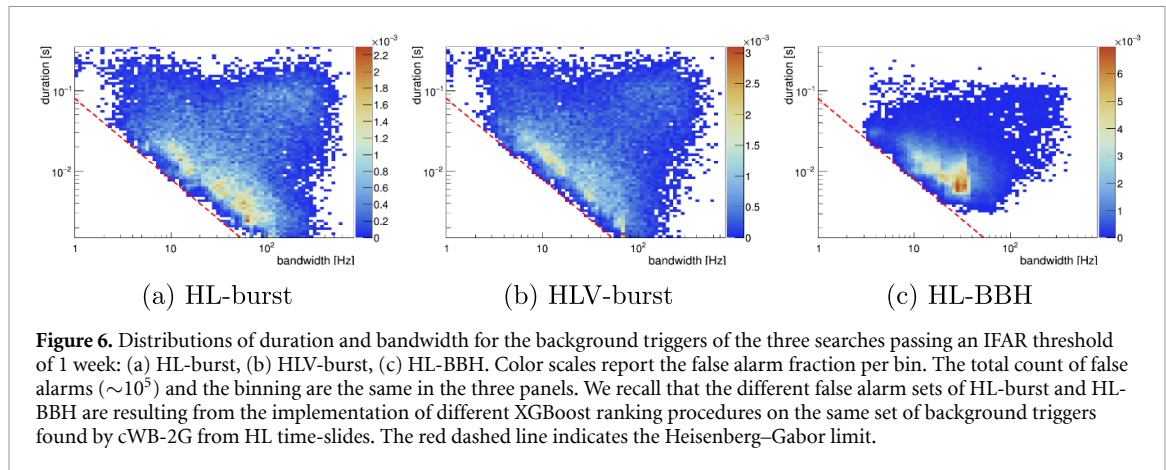 ×10⁻³ ×10⁻³ ×10⁻³
duration [s] duration [s] duration [s]
10⁻¹ 10⁻¹ 10⁻¹
10⁻² 10⁻² 10⁻²
2.2 3 6
2 2.5 5
1.8 2 4
1.6 1.5 3
1.4 1 2
1.2 0.5 1
1 0 0
0.8
0.6
0.4
0.2
0
1 10 10² 1 10 10² 1 10 10²
bandwidth [Hz] bandwidth [Hz] bandwidth [Hz]
(a) HL-burst (b) HLV-burst (c) HL-BBH
Figure 6. Distributions of duration and bandwidth for the background triggers of the three searches passing an IFAR threshold
of 1 week: (a) HL-burst, (b) HLV-burst, (c) HL-BBH. Color scales report the false alarm fraction per bin. The total count of false
alarms (∼10⁵) and the binning are the same in the three panels. We recall that the different false alarm sets of HL-burst and HL-
BBH are resulting from the implementation of different XGBoost ranking procedures on the same set of background triggers
found by cWB-2G from HL time-slides. The red dashed line indicates the Heisenberg–Gabor limit.